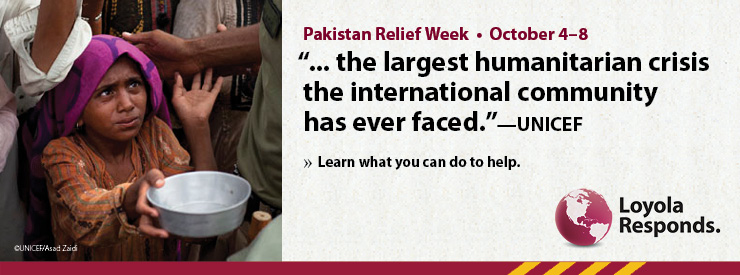 Pakistan Relief Week • October 4–8
“... the largest humanitarian crisis
the international community
has ever faced.”—UNICEF
» Learn what you can do to help.
Loyola
Responds.
©UNICEF/Asad Zaidi